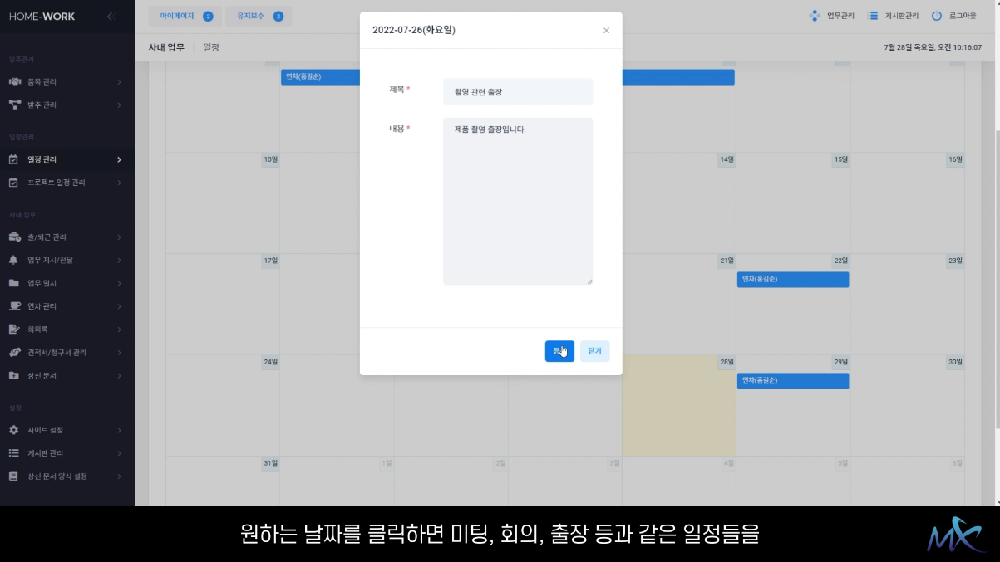 HOME-WORK
마이페이지 2
유지보수 2
업무관리
게시판관리
로그아웃
사내 업무
일정
7월 28일 목요일, 오전 10:16:07
발주관리
품목 관리
발주 관리
일정관리
일정 관리
프로젝트 일정 관리
사내 업무
출/퇴근 관리
업무 지시/전달
업무 일지
연차 관리
회의록
견적서/청구서 관리
상신 문서
설정
사이트 설정
게시판 관리
상신 문서 양식 설정
2022-07-26(화요일)
×
제목 *
촬영 관련 출장
내용 *
제품 촬영 출장입니다.
닫기
연차(홍길순)
10일
14일
15일
16일
17일
21일
22일
23일
연차(홍길순)
24일
28일
29일
30일
연차(홍길순)
31일
1일
2일
3일
4일
5일
6일
원하는 날짜를 클릭하면 미팅, 회의, 출장 등과 같은 일정들을
MX